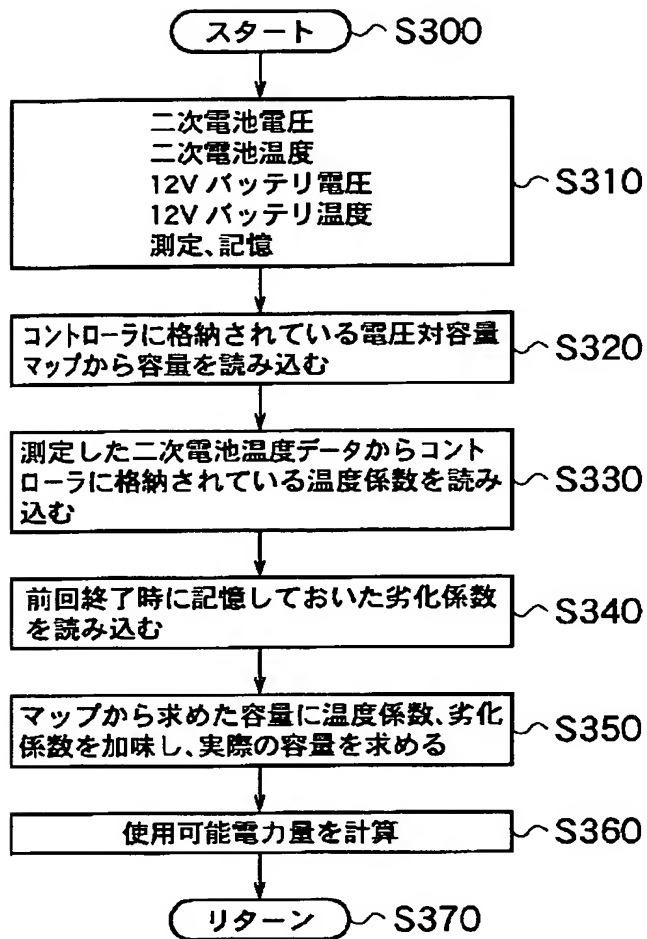 スタート S300
二次電池電圧
二次電池温度
12V バッテリ電圧
12V バッテリ温度
測定、記憶
S310
コントローラに格納されている電圧対容量
マップから容量を読み込む
S320
測定した二次電池温度データからコント
ローラに格納されている温度係数を読み
込む
S330
前回終了時に記憶しておいた劣化係数
を読み込む
S340
マップから求めた容量に温度係数、劣化
係数を加味し、実際の容量を求める
S350
使用可能電力量を計算 S360
リターン S370